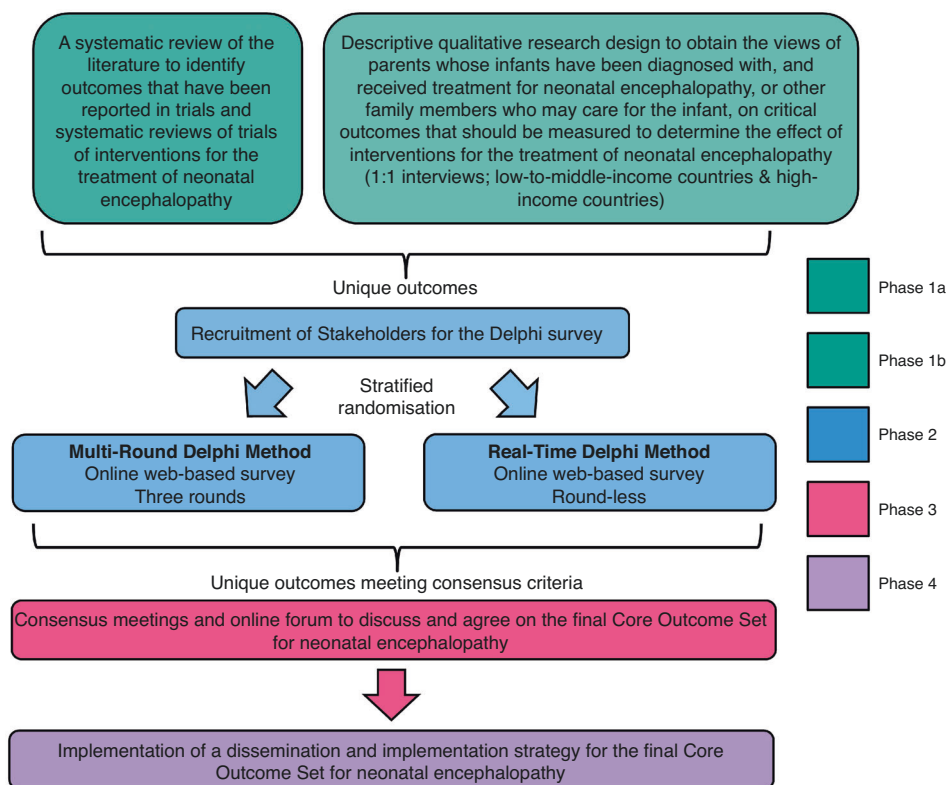 A systematic review of the
literature to identify
outcomes that have been
reported in trials and
systematic reviews of trials
of interventions for the
treatment of neonatal
encephalopathy
Descriptive qualitative research design to obtain the views of
parents whose infants have been diagnosed with, and
received treatment for neonatal encephalopathy, or other
family members who may care for the infant, on critical
outcomes that should be measured to determine the effect of
interventions for the treatment of neonatal encephalopathy
(1:1 interviews; low-to-middle-income countries & high-
income countries)
Unique outcomes
Recruitment of Stakeholders for the Delphi survey
Stratified
randomisation
Multi-Round Delphi Method
Online web-based survey
Three rounds
Real-Time Delphi Method
Online web-based survey
Round-less
Unique outcomes meeting consensus criteria
Consensus meetings and online forum to discuss and agree on the final Core Outcome Set
for neonatal encephalopathy
Implementation of a dissemination and implementation strategy for the final Core
Outcome Set for neonatal encephalopathy
Phase 1a
Phase 1b
Phase 2
Phase 3
Phase 4